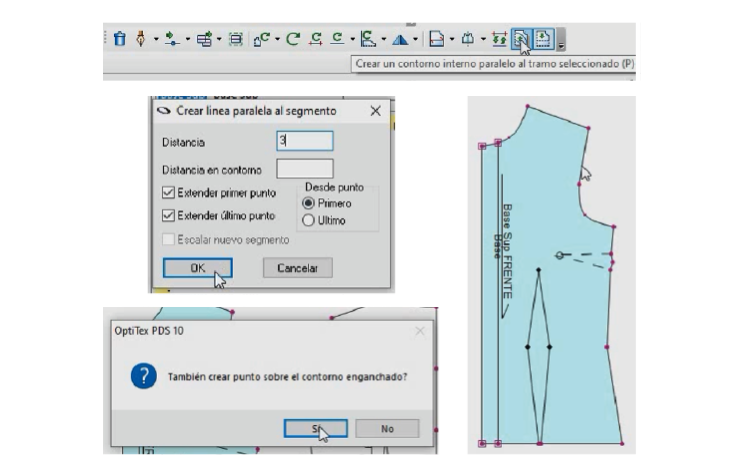 Crear un contorno interno paralelo al tramo seleccionado (P)
Base Sup
Crear linea paralela al segmento
Distancia
3
Distancia en contorno
Extender primer punto
Extender último punto
Escalar nuevo segmento
Desde punto
Primero
Ultimo
OK
Cancelar
OptiTex PDS 10
También crear punto sobre el contorno enganchado?
Sí
No
Base Sup FRENTE
Base